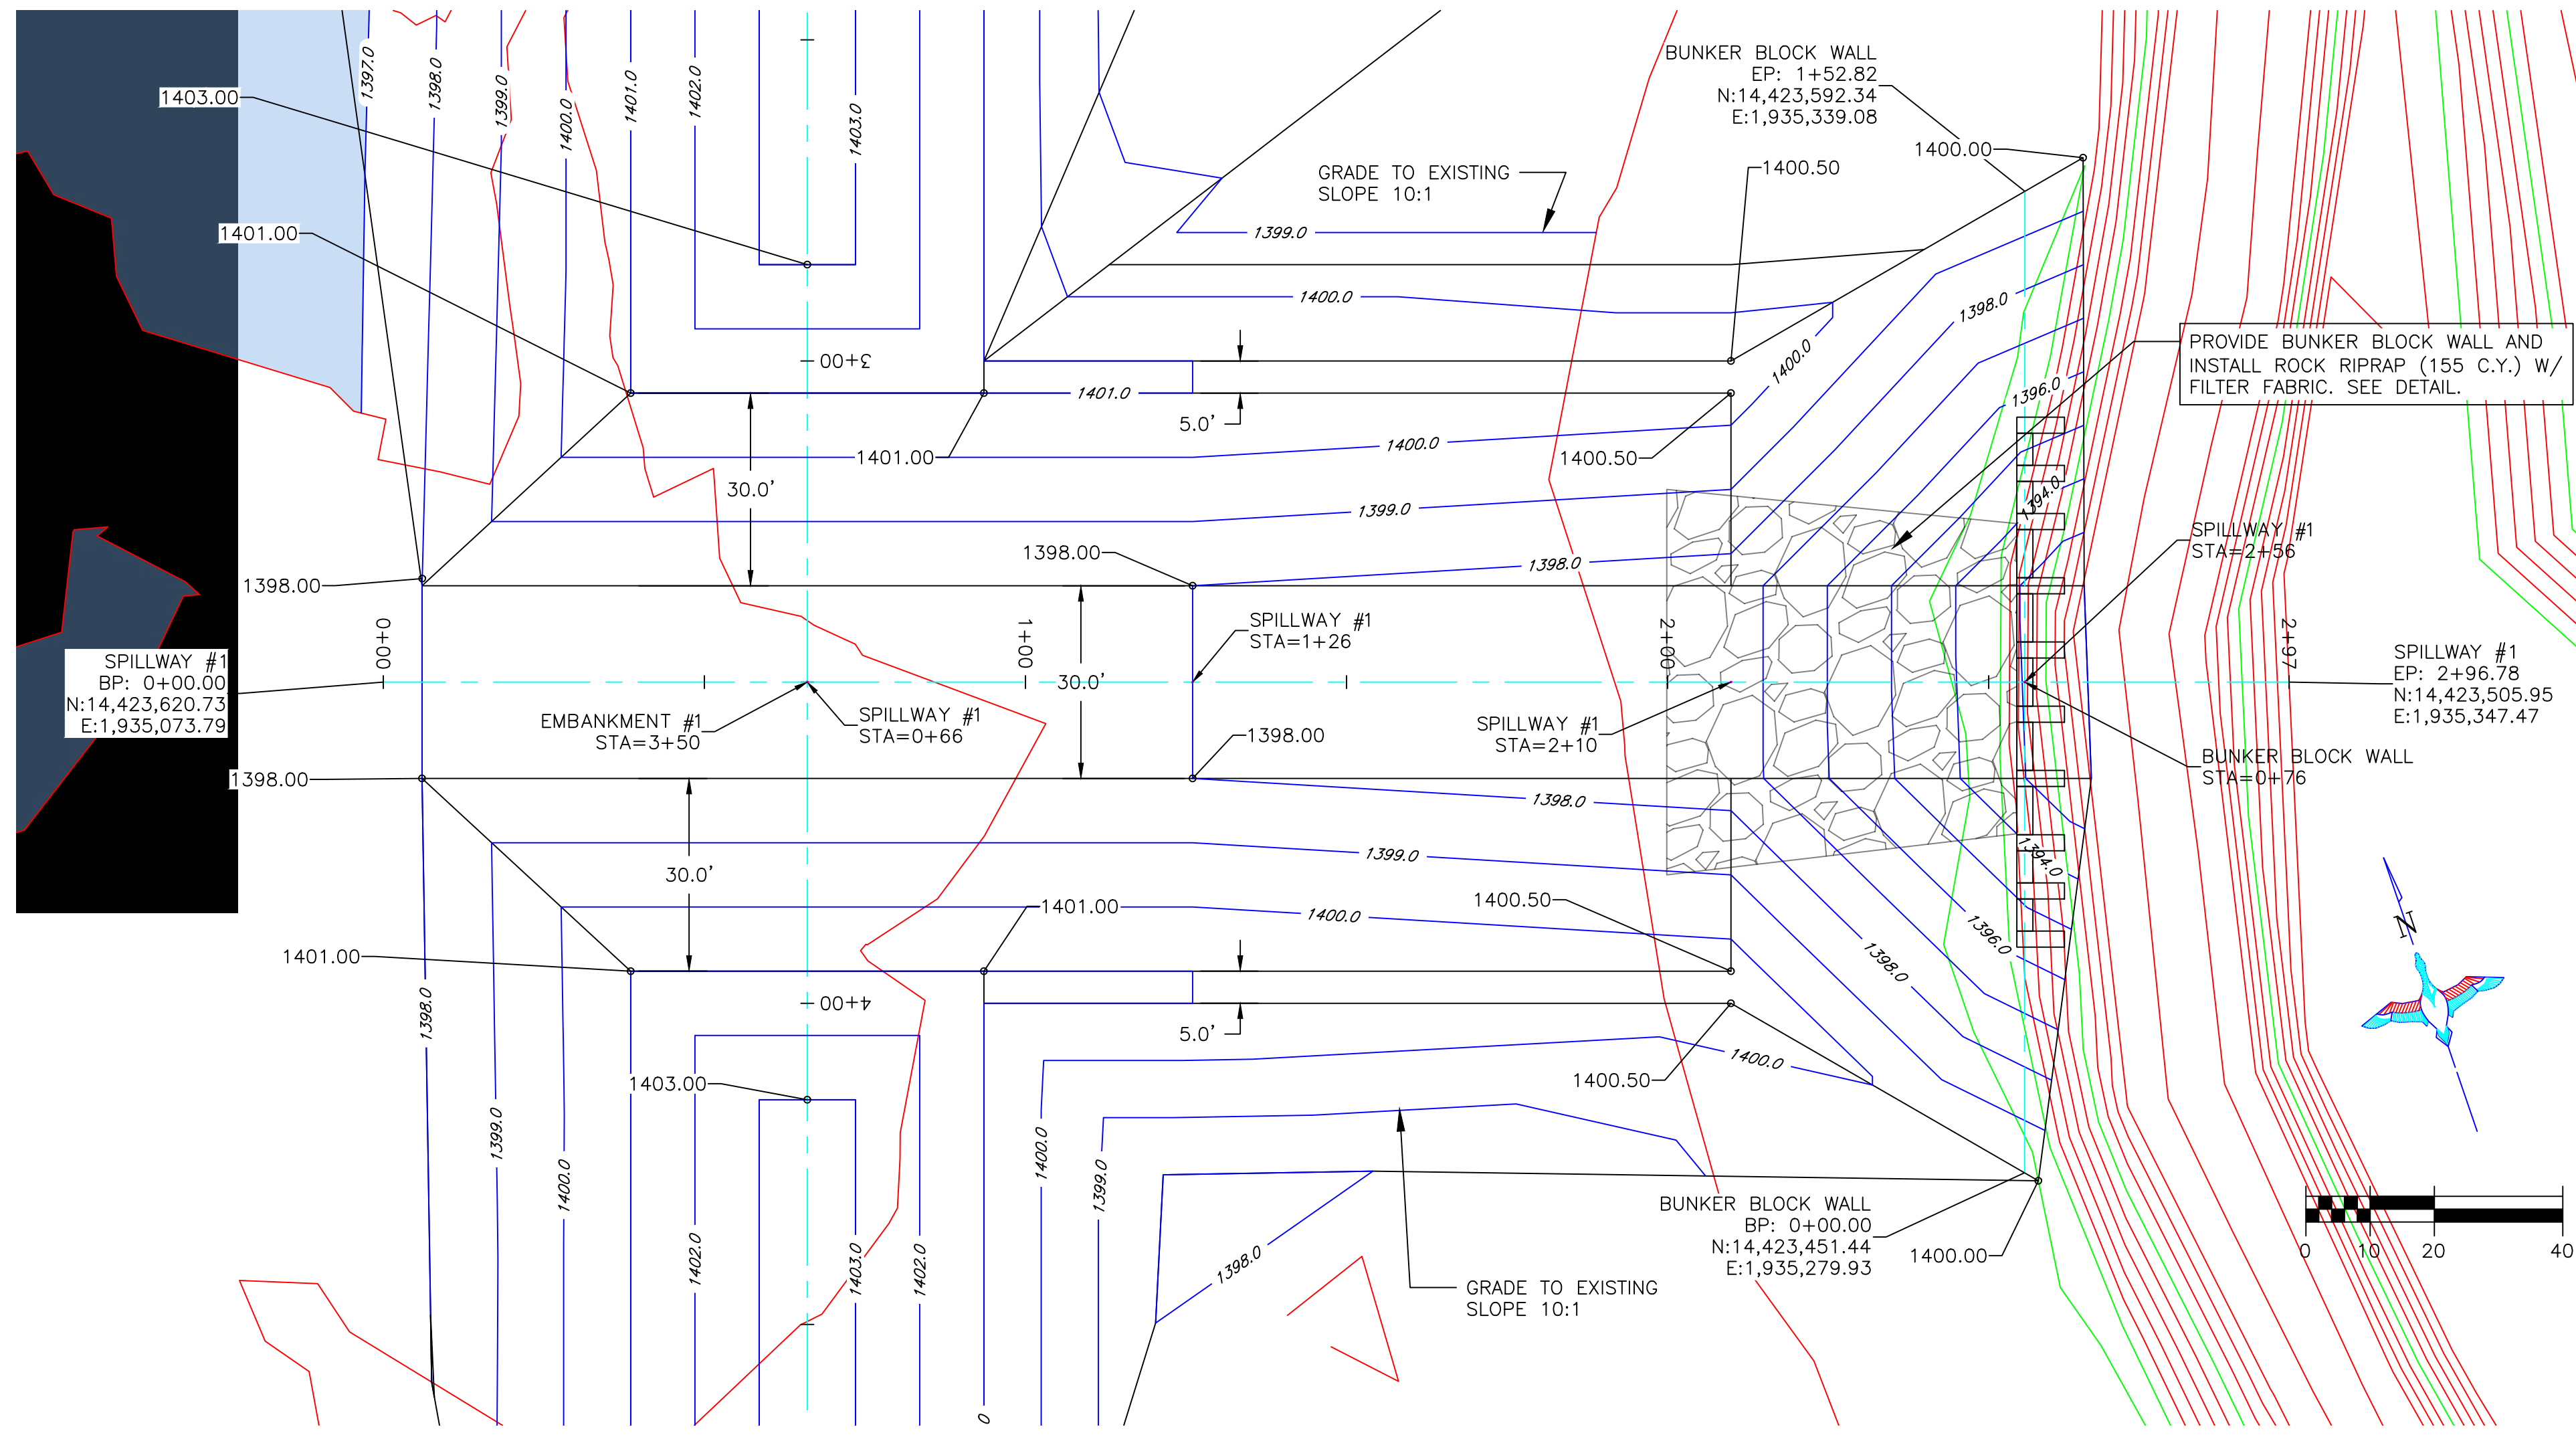 1397.0
1398.0
1399.0
1400.0
1401.0
1402.0
1403.0
1403.00
1401.00
BUNKER BLOCK WALL
EP: 1+52.82
N:14,423,592.34
E:1,935,339.08
1400.00
1400.50
GRADE TO EXISTING
SLOPE 10:1
1399.0
1400.0
1398.0
1400.0
1396.0
1394.0
PROVIDE BUNKER BLOCK WALL AND
INSTALL ROCK RIPRAP (155 C.Y.) W/
FILTER FABRIC. SEE DETAIL.
3+00
1401.0
5.0'
1401.00
1400.0
1400.50
30.0'
1399.0
1398.00
1398.0
1398.00
SPILLWAY #1
STA=2+56
0+00
1+00
2+00
2+97
SPILLWAY #1
STA=1+26
SPILLWAY #1
BP: 0+00.00
N:14,423,620.73
E:1,935,073.79
30.0'
SPILLWAY #1
EP: 2+96.78
N:14,423,505.95
E:1,935,347.47
EMBANKMENT #1
STA=3+50
SPILLWAY #1
STA=0+66
SPILLWAY #1
STA=2+10
1398.00
BUNKER BLOCK WALL
STA=0+76
1398.00
1398.0
1399.0
1394.0
30.0'
1401.00
1400.50
1400.0
1396.0
1398.0
N
1401.00
4+00
1398.0
5.0'
1400.0
1403.00
1400.50
1399.0
1400.0
1402.0
1403.0
1402.0
0
1400.0
1399.0
1398.0
BUNKER BLOCK WALL
BP: 0+00.00
N:14,423,451.44
E:1,935,279.93
1400.00
GRADE TO EXISTING
SLOPE 10:1
0 10 20 40